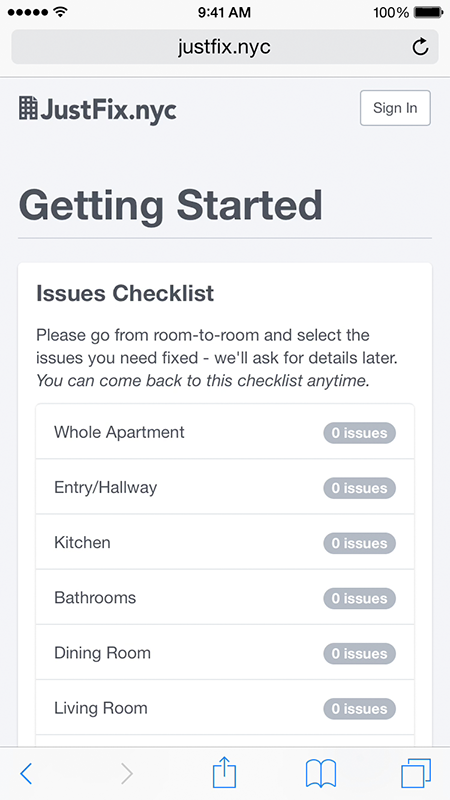 9:41 AM
100%
justfix.nyc
JustFix.nyc
Sign In
Getting Started
Issues Checklist
Please go from room-to-room and select the
issues you need fixed - we'll ask for details later.
You can come back to this checklist anytime.
Whole Apartment 0 issues
Entry/Hallway 0 issues
Kitchen 0 issues
Bathrooms 0 issues
Dining Room 0 issues
Living Room 0 issues